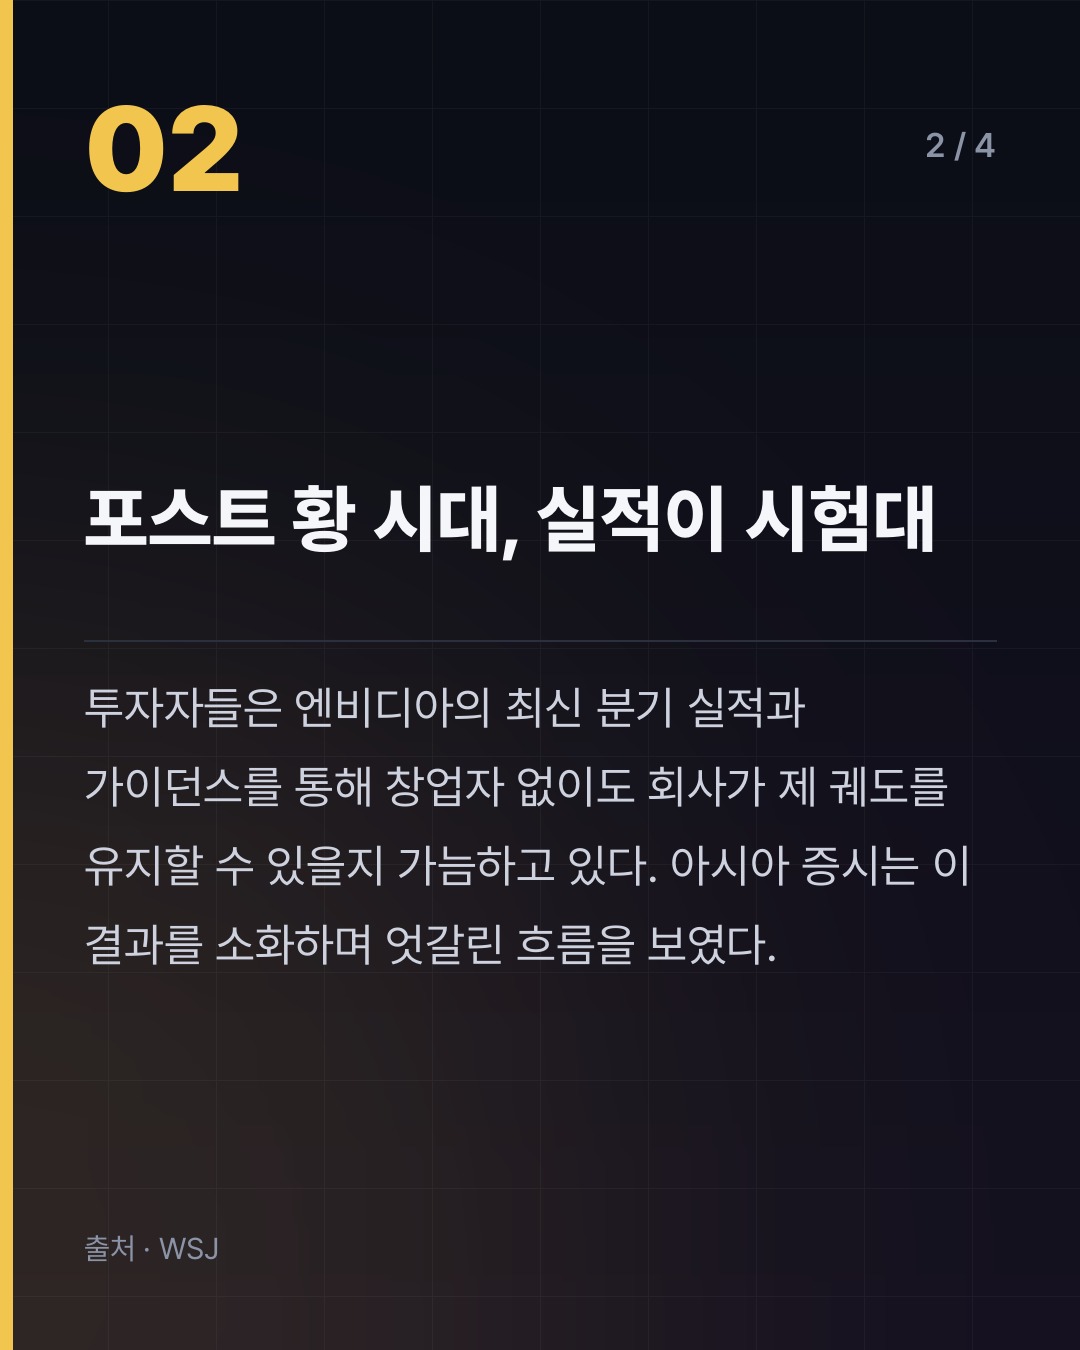 02
2 / 4
포스트 황 시대, 실적이 시험대
투자자들은 엔비디아의 최신 분기 실적과
가이던스를 통해 창업자 없이도 회사가 제 궤도를
유지할 수 있을지 가늠하고 있다. 아시아 증시는 이
결과를 소화하며 엇갈린 흐름을 보였다.
출처 · WSJ